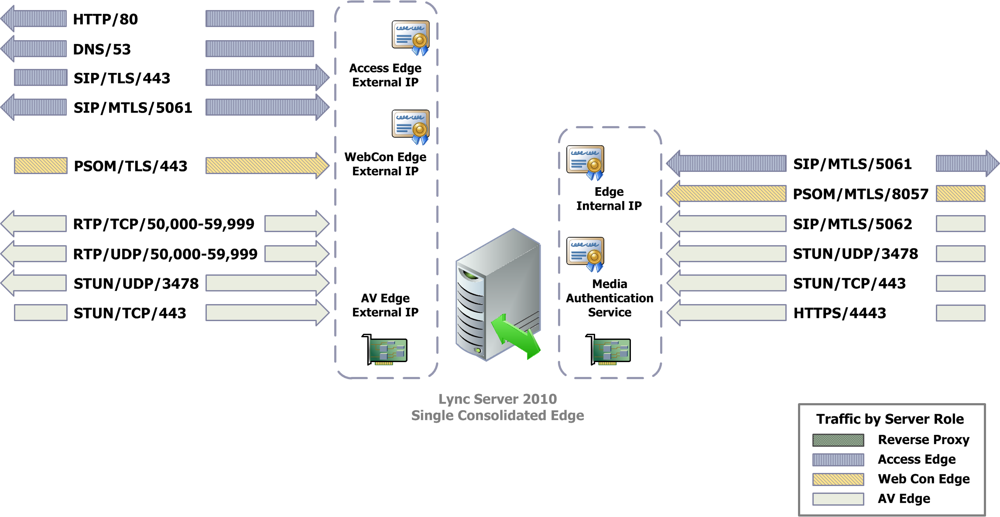 HTTP/80
DNS/53
SIP/TLS/443
SIP/MTLS/5061
PSOM/TLS/443
RTP/TCP/50,000-59,999
RTP/UDP/50,000-59,999
STUN/UDP/3478
STUN/TCP/443
Access Edge
External IP
WebCon Edge
External IP
AV Edge
External IP
Edge
Internal IP
Media
Authentication
Service
SIP/MTLS/5061
PSOM/MTLS/8057
SIP/MTLS/5062
STUN/UDP/3478
STUN/TCP/443
HTTPS/4443
Lync Server 2010
Single Consolidated Edge
Traffic by Server Role
Reverse Proxy
Access Edge
Web Con Edge
AV Edge